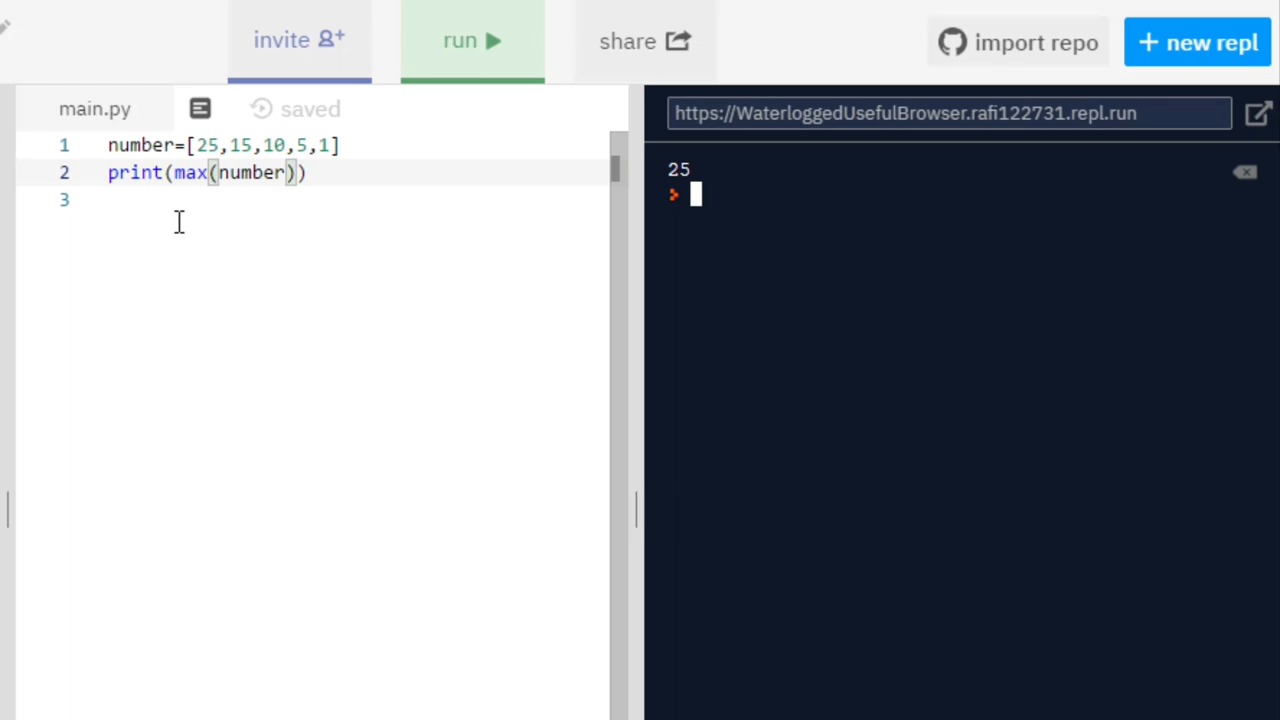 invite
run
share
import repo
+ new repl
main.py
saved
https://WaterloggedUsefulBrowser.rafi122731.repl.run
1 number=[25,15,10,5,1]
2 print(max(number))
3
25